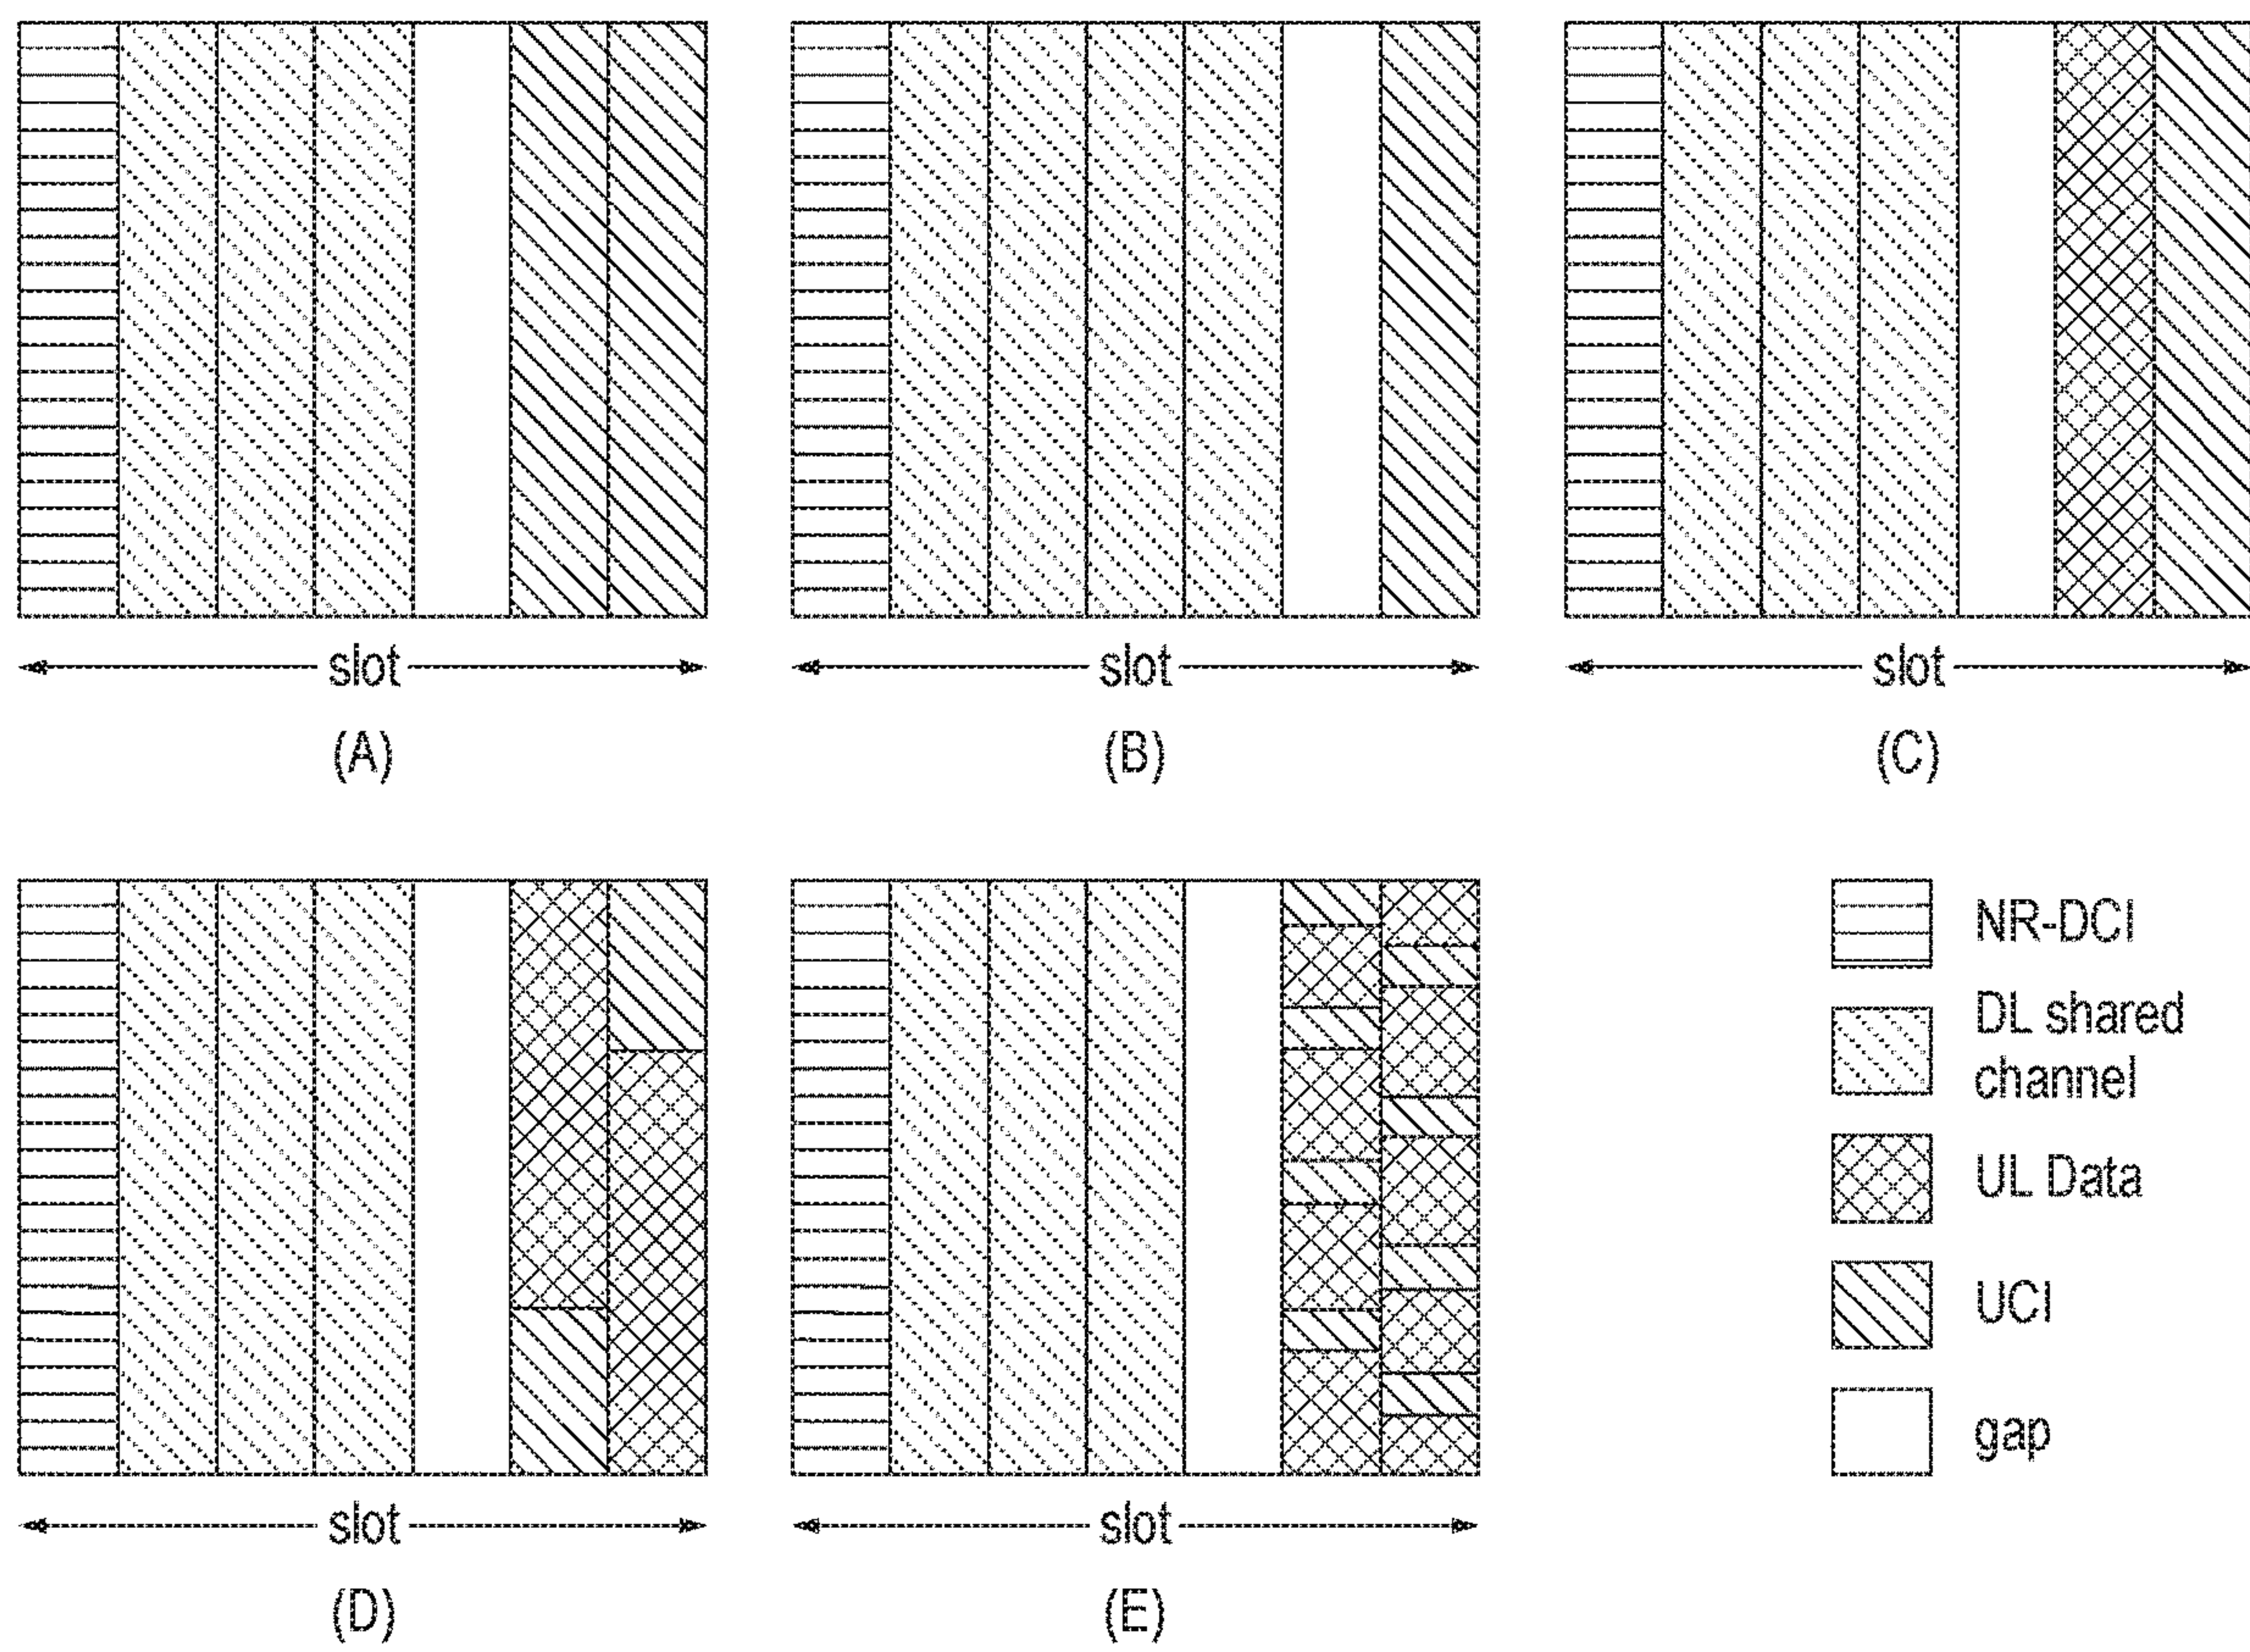 slot
slot
slot
(A)
(B)
(C)
NR-DCI
DL shared
channel
UL Data
UCI
gap
slot
slot
(D)
(E)